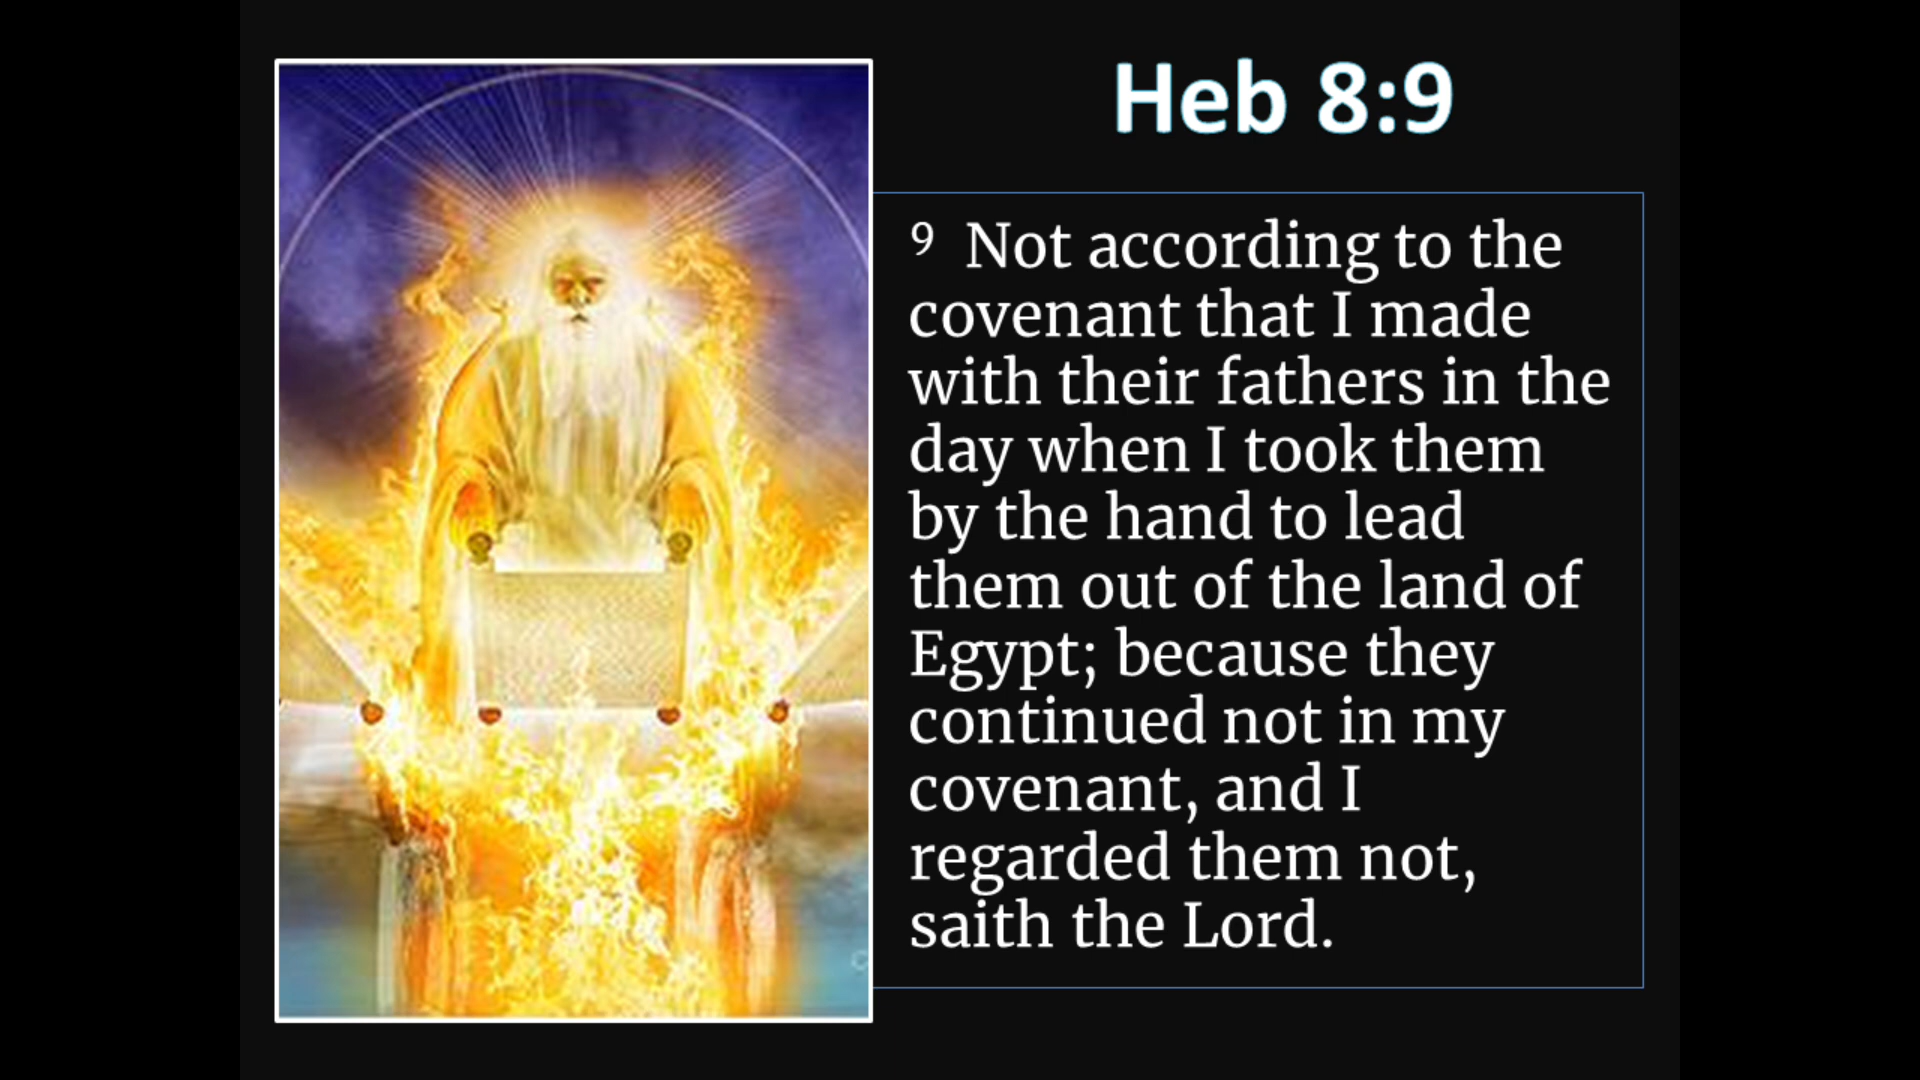 Heb 8:9
9 Not according to the
covenant that I made
with their fathers in the
day when I took them
by the hand to lead
them out of the land of
Egypt; because they
continued not in my
covenant, and I
regarded them not,
saith the Lord.